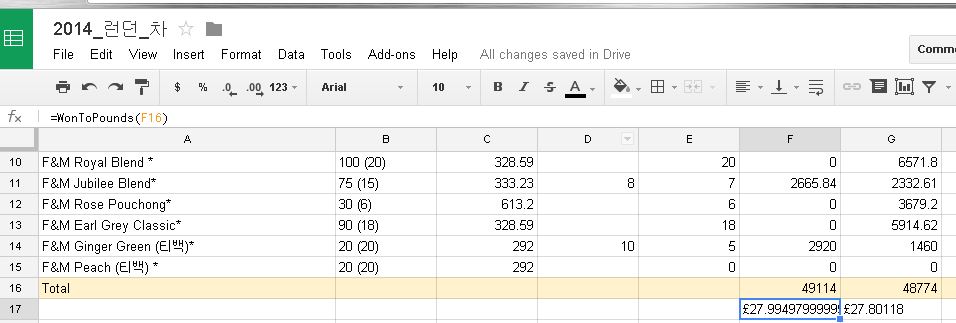 2014_런던_차
File Edit View Insert Format Data Tools Add-ons Help All changes saved in Drive
Comme
$ % .0 .00 123 Arial 10 B I S A
fx =WonToPounds(F16)
A B C D E F G
10 F&M Royal Blend * 100 (20) 328.59 20 0 6571.8
11 F&M Jubilee Blend* 75 (15) 333.23 8 7 2665.84 2332.61
12 F&M Rose Pouchong* 30 (6) 613.2 6 0 3679.2
13 F&M Earl Grey Classic* 90 (18) 328.59 18 0 5914.62
14 F&M Ginger Green (티백)* 20 (20) 292 10 5 2920 1460
15 F&M Peach (티백) * 20 (20) 292 0 0 0
16 Total 49114 48774
17 £27.9949799999 £27.80118